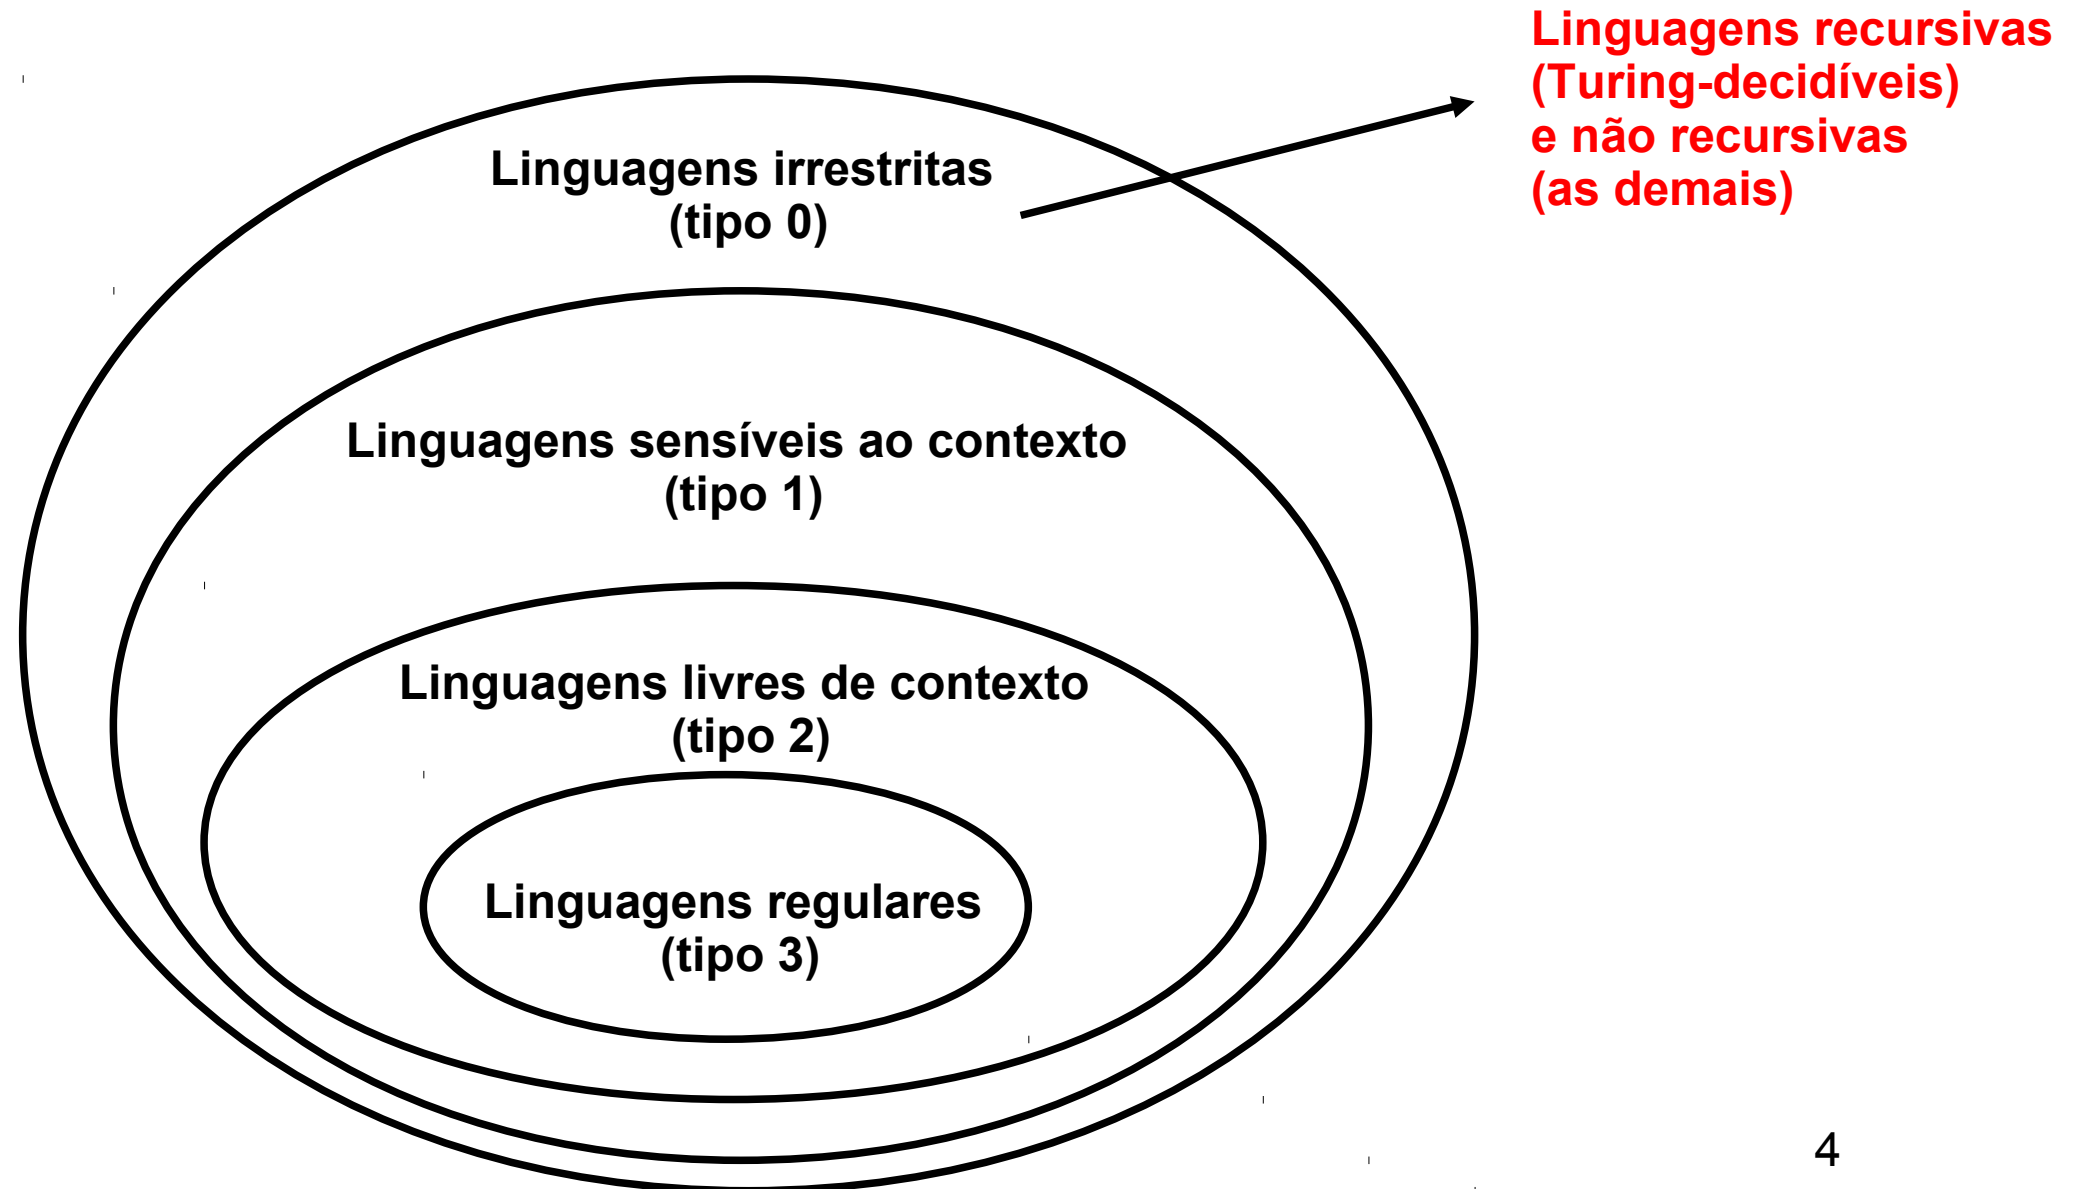 Linguagens recursivas
(Turing-decidíveis)
e não recursivas
(as demais)
Linguagens irrestritas
(tipo 0)
Linguagens sensíveis ao contexto
(tipo 1)
Linguagens livres de contexto
(tipo 2)
Linguagens regulares
(tipo 3)
4